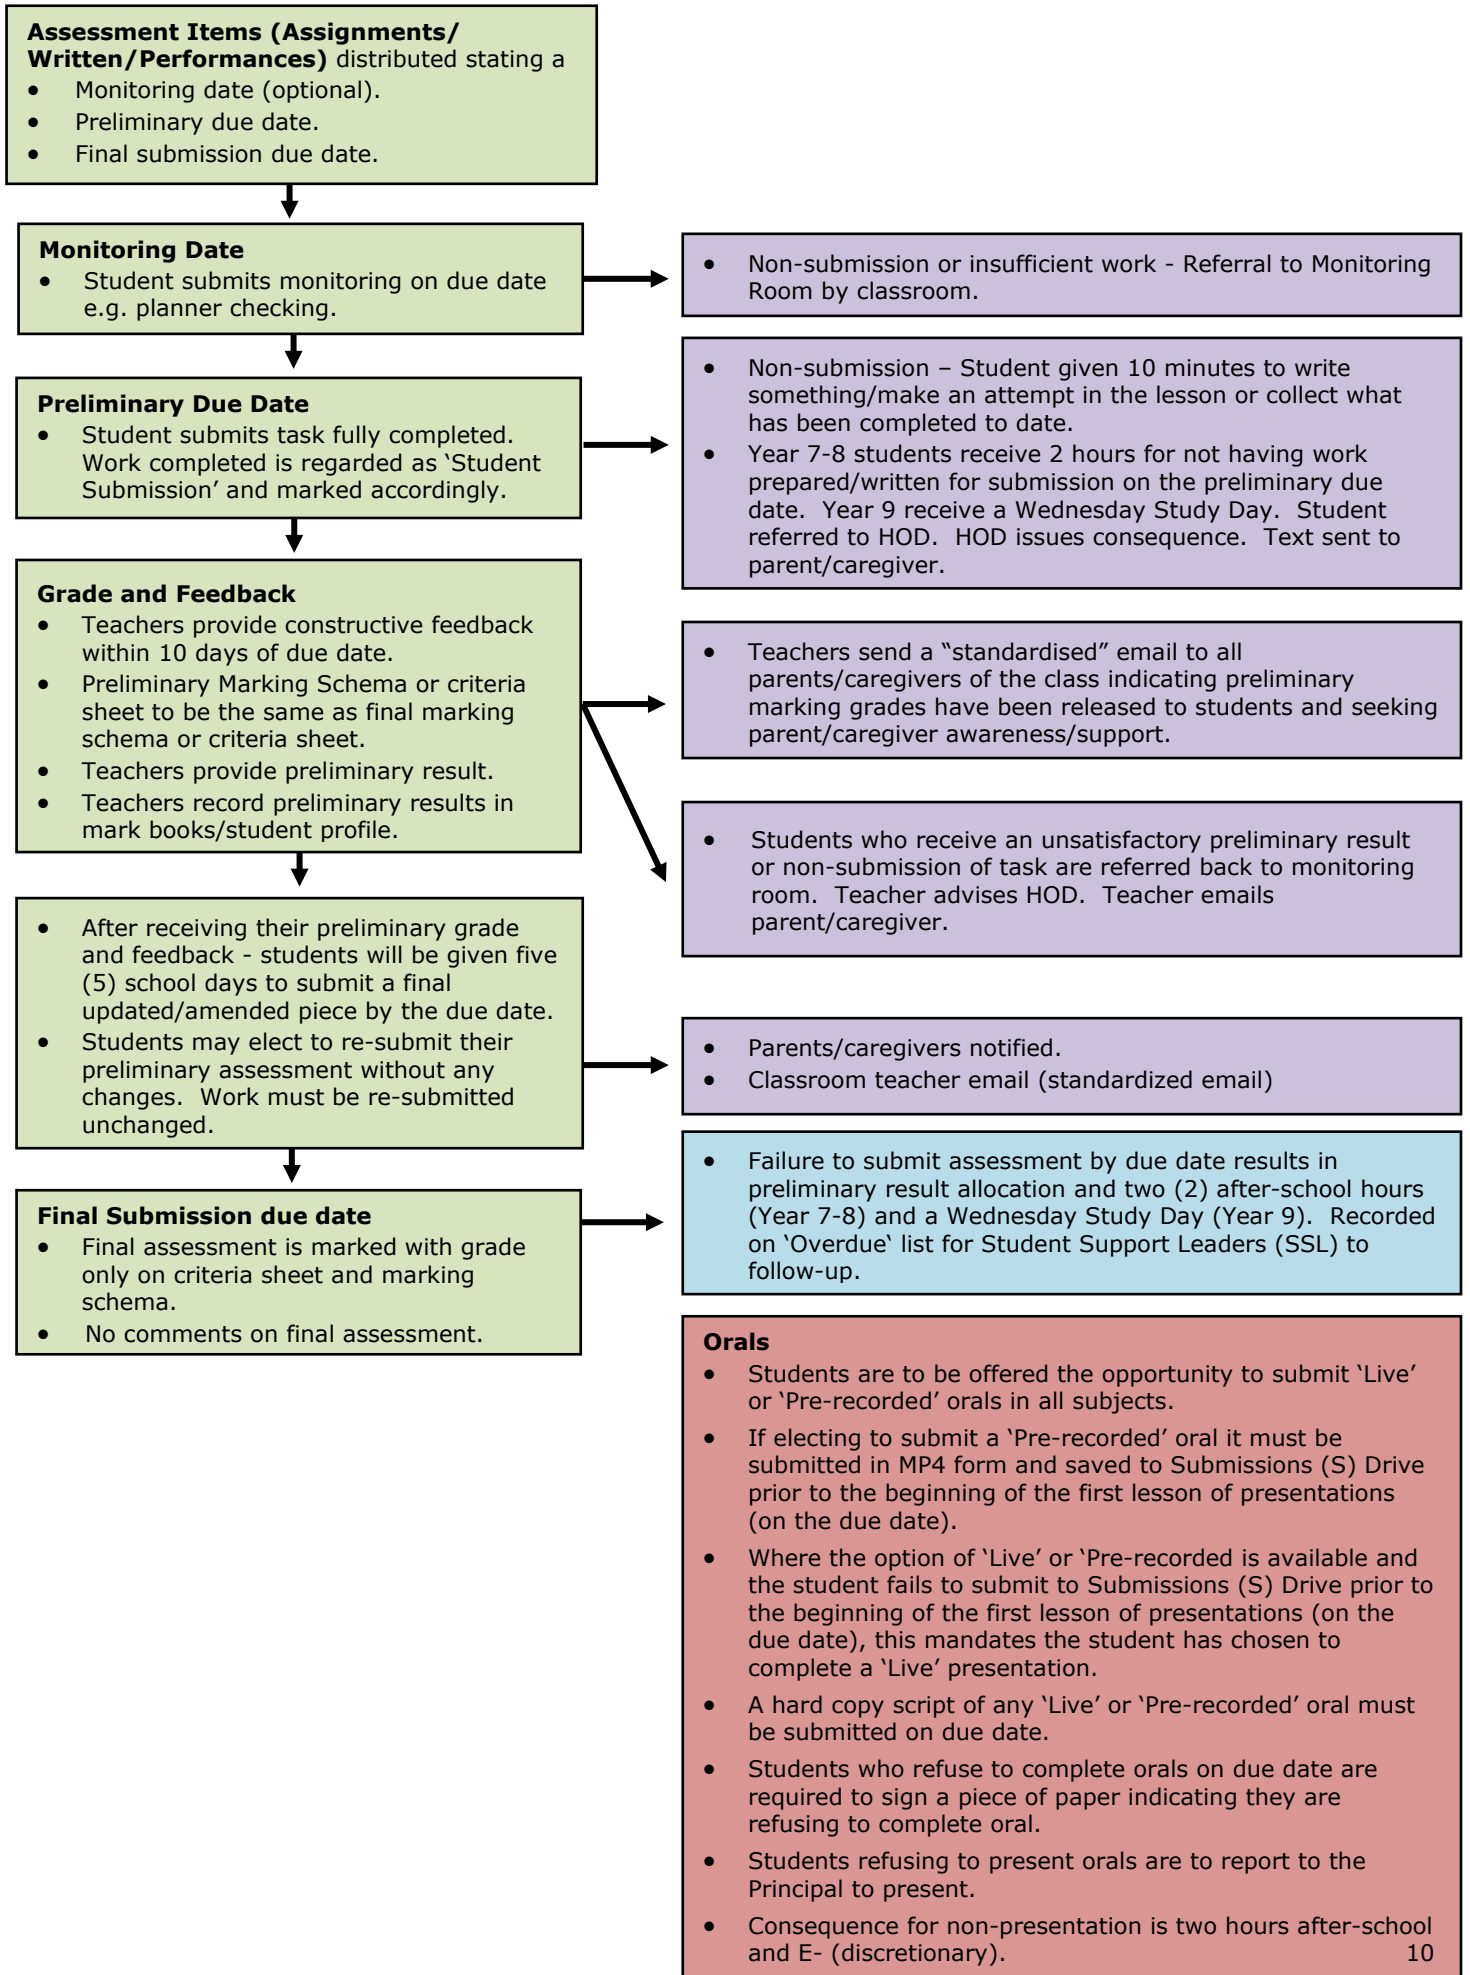 Assessment Items (Assignments/
Written/Performances) distributed stating a
• Monitoring date (optional).
• Preliminary due date.
• Final submission due date.
Monitoring Date
• Student submits monitoring on due date
e.g. planner checking.
• Non-submission or insufficient work - Referral to Monitoring
Room by classroom.
Preliminary Due Date
• Student submits task fully completed.
Work completed is regarded as ‘Student
Submission’ and marked accordingly.
• Non-submission – Student given 10 minutes to write
something/make an attempt in the lesson or collect what
has been completed to date.
• Year 7-8 students receive 2 hours for not having work
prepared/written for submission on the preliminary due
date. Year 9 receive a Wednesday Study Day. Student
referred to HOD. HOD issues consequence. Text sent to
parent/caregiver.
Grade and Feedback
• Teachers provide constructive feedback
within 10 days of due date.
• Preliminary Marking Schema or criteria
sheet to be the same as final marking
schema or criteria sheet.
• Teachers provide preliminary result.
• Teachers record preliminary results in
mark books/student profile.
• Teachers send a “standardised” email to all
parents/caregivers of the class indicating preliminary
marking grades have been released to students and seeking
parent/caregiver awareness/support.
• Students who receive an unsatisfactory preliminary result
or non-submission of task are referred back to monitoring
room. Teacher advises HOD. Teacher emails
parent/caregiver.
• After receiving their preliminary grade
and feedback - students will be given five
(5) school days to submit a final
updated/amended piece by the due date.
• Students may elect to re-submit their
preliminary assessment without any
changes. Work must be re-submitted
unchanged.
• Parents/caregivers notified.
• Classroom teacher email (standardized email)
Final Submission due date
• Final assessment is marked with grade
only on criteria sheet and marking
schema.
• No comments on final assessment.
• Failure to submit assessment by due date results in
preliminary result allocation and two (2) after-school hours
(Year 7-8) and a Wednesday Study Day (Year 9). Recorded
on ‘Overdue‘ list for Student Support Leaders (SSL) to
follow-up.
Orals
• Students are to be offered the opportunity to submit ‘Live’
or ‘Pre-recorded’ orals in all subjects.
• If electing to submit a ‘Pre-recorded’ oral it must be
submitted in MP4 form and saved to Submissions (S) Drive
prior to the beginning of the first lesson of presentations
(on the due date).
• Where the option of ‘Live’ or ‘Pre-recorded is available and
the student fails to submit to Submissions (S) Drive prior to
the beginning of the first lesson of presentations (on the
due date), this mandates the student has chosen to
complete a ‘Live’ presentation.
• A hard copy script of any ‘Live’ or ‘Pre-recorded’ oral must
be submitted on due date.
• Students who refuse to complete orals on due date are
required to sign a piece of paper indicating they are
refusing to complete oral.
• Students refusing to present orals are to report to the
Principal to present.
• Consequence for non-presentation is two hours after-school
and E- (discretionary).
10